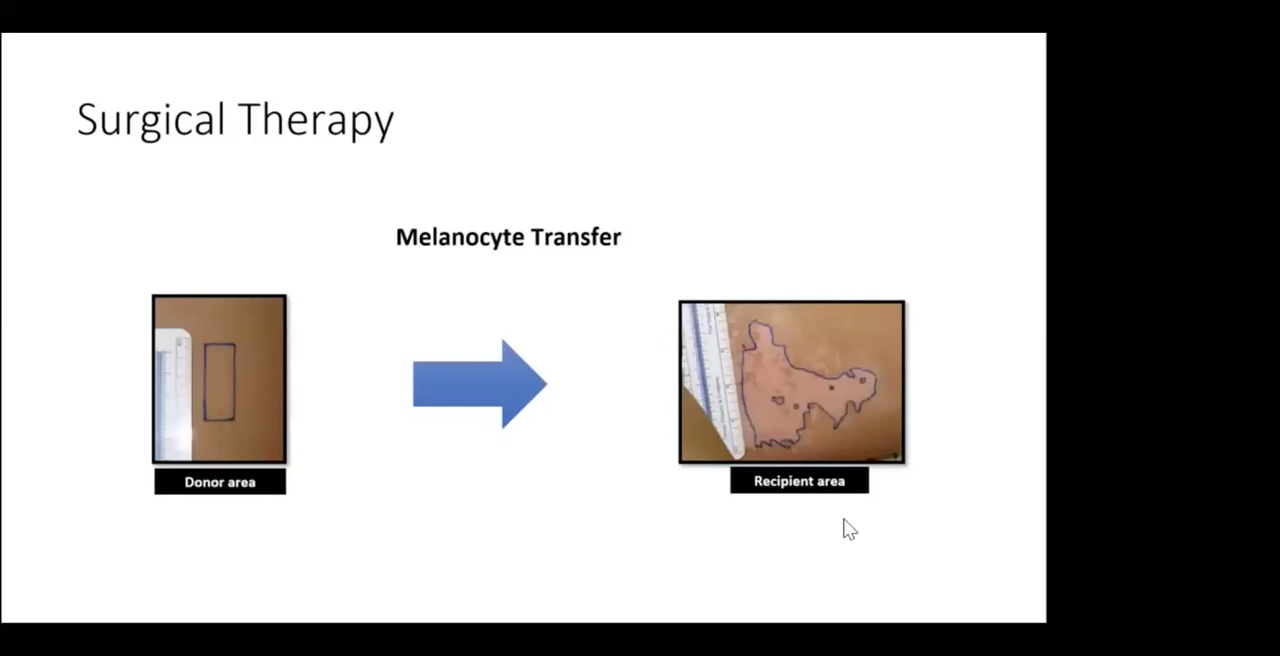 Surgical Therapy
Melanocyte Transfer
Donor area
Recipient area